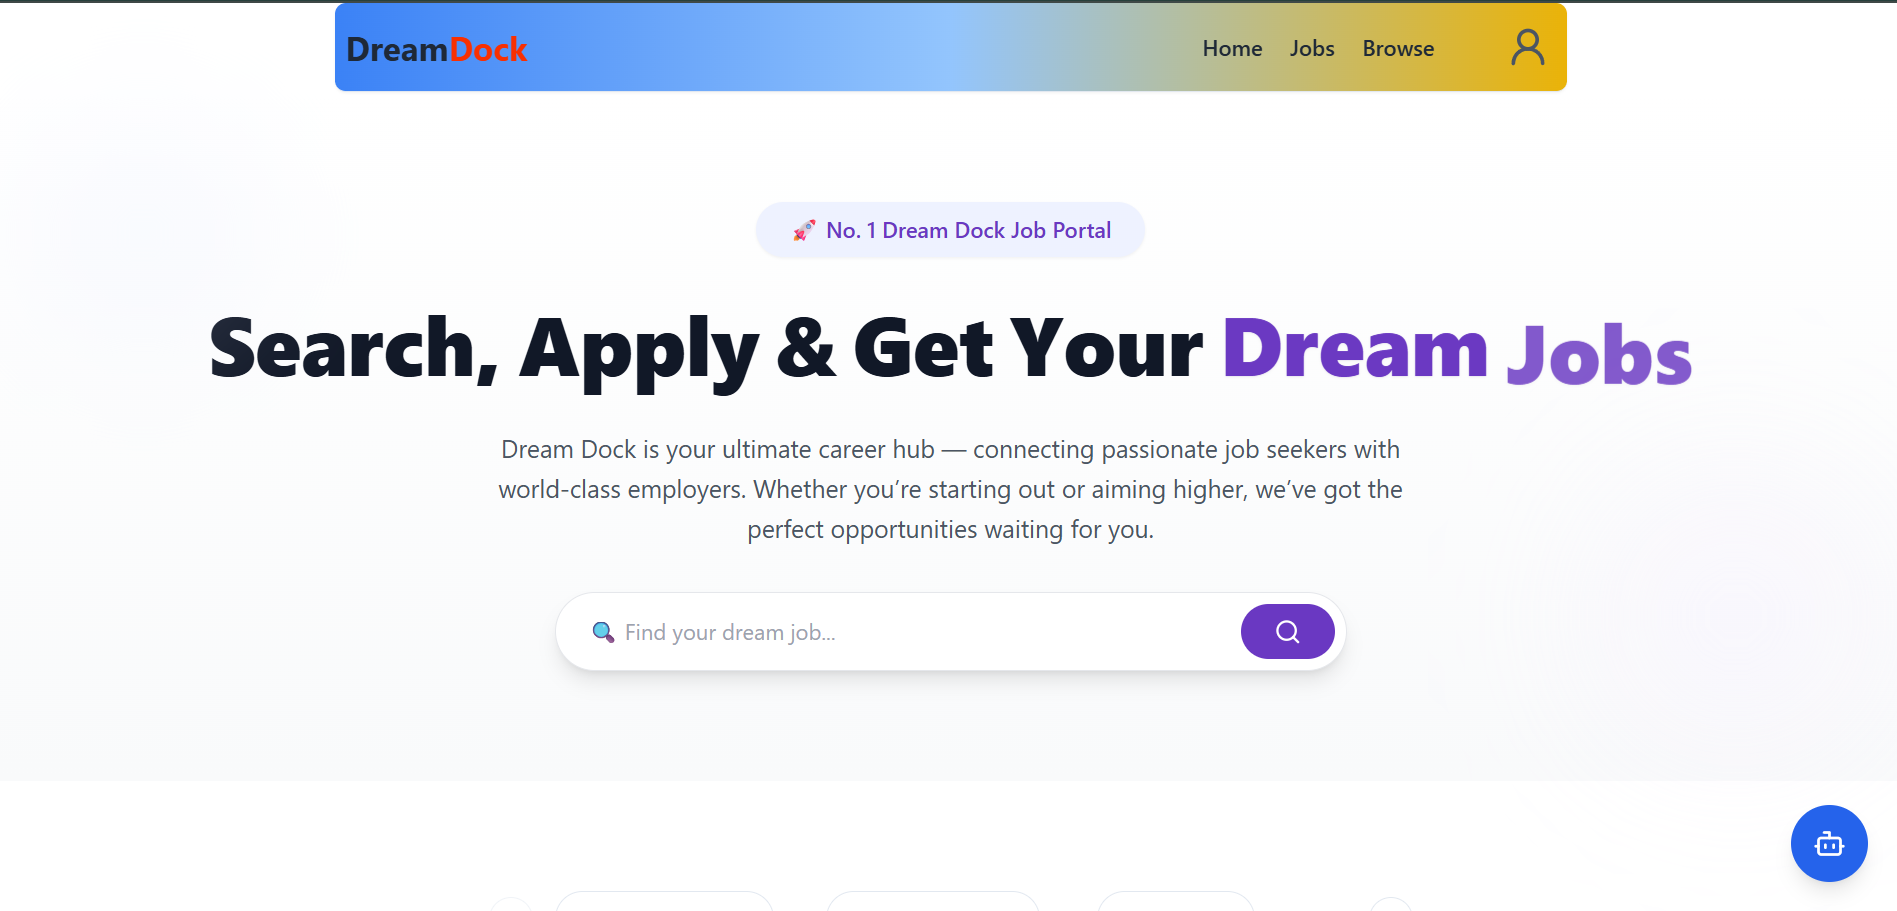 DreamDock
Home Jobs Browse
🚀 No. 1 Dream Dock Job Portal
Search, Apply & Get Your Dream Jobs
Dream Dock is your ultimate career hub — connecting passionate job seekers with
world-class employers. Whether you’re starting out or aiming higher, we’ve got the
perfect opportunities waiting for you.
🔍 Find your dream job...